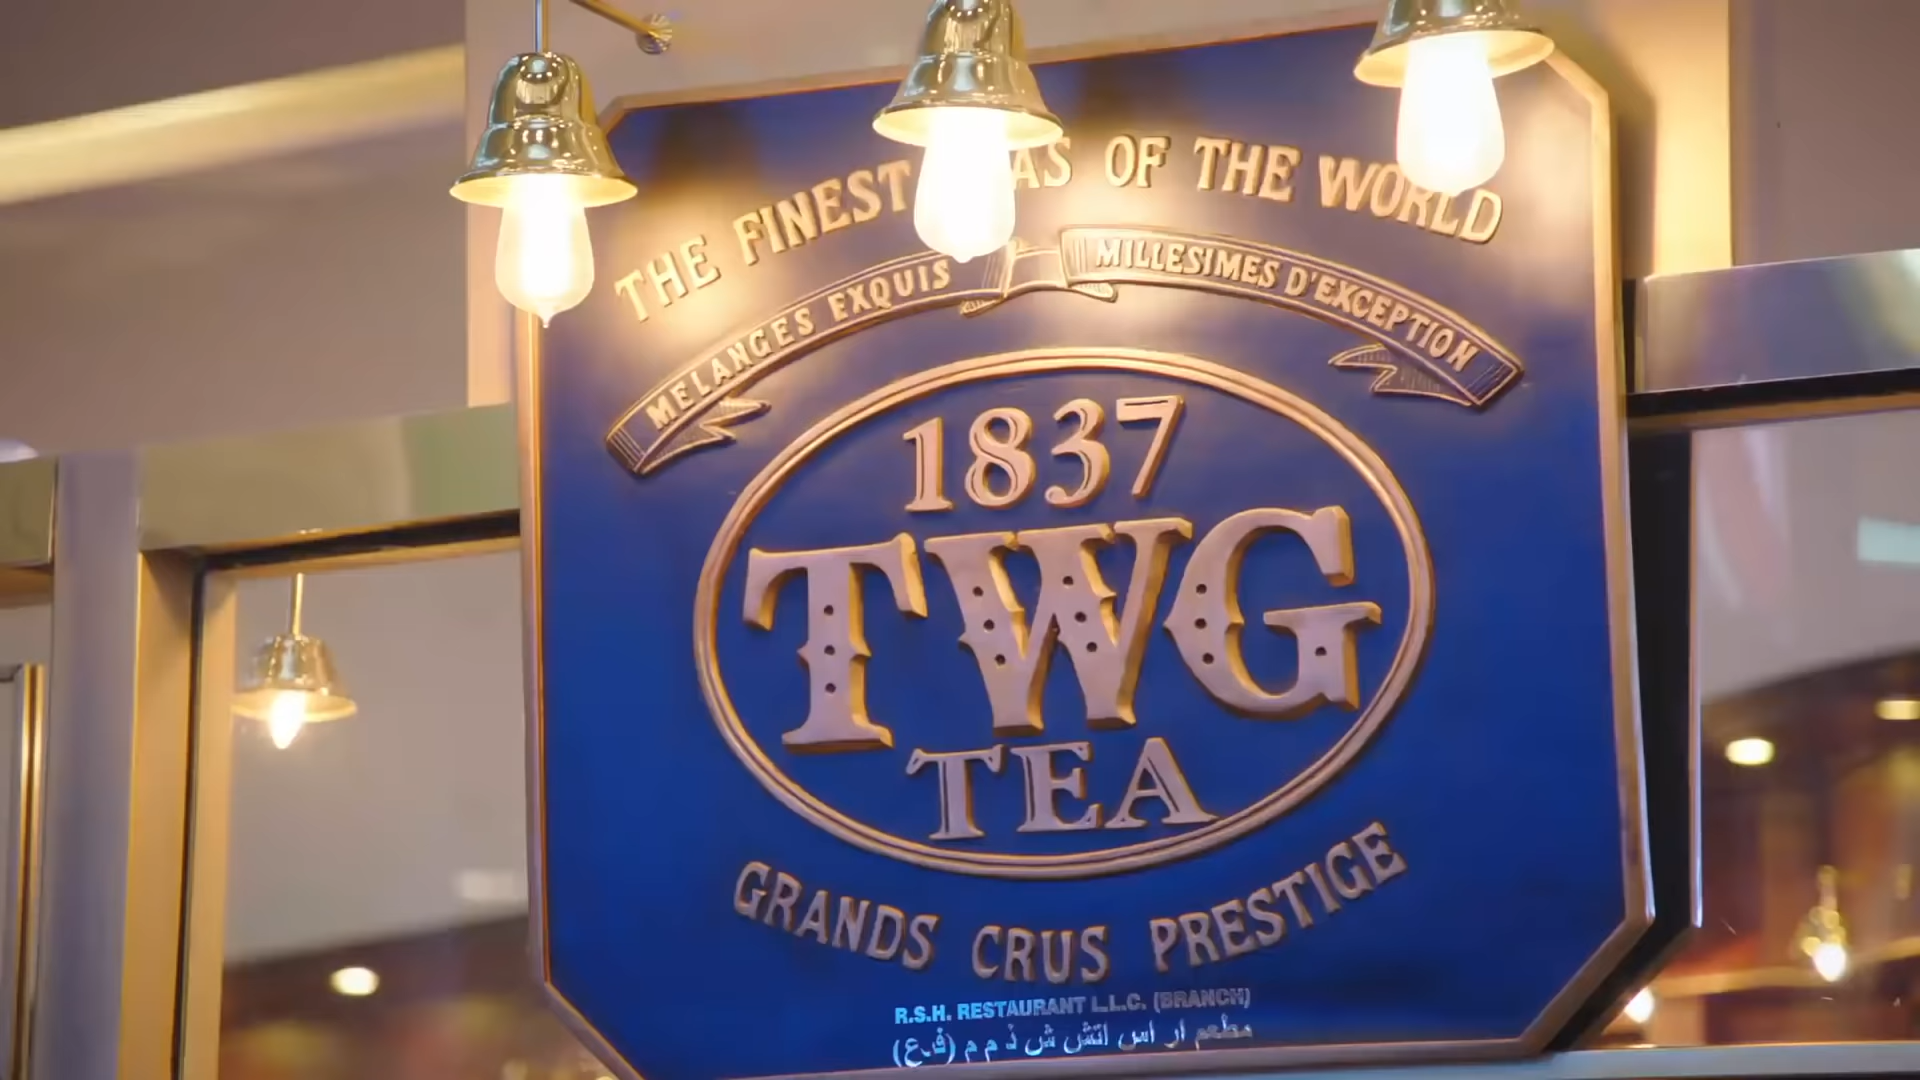 THE FINEST TEAS OF THE WORLD
MELANGES EXQUIS MILLESIMES D'EXCEPTION
1837
TWG
TEA
GRANDS CRUS PRESTIGE
R.S.H. RESTAURANT L.L.C. (BRANCH)
مطعم ار اس اتش ش ذ م م (فرع)